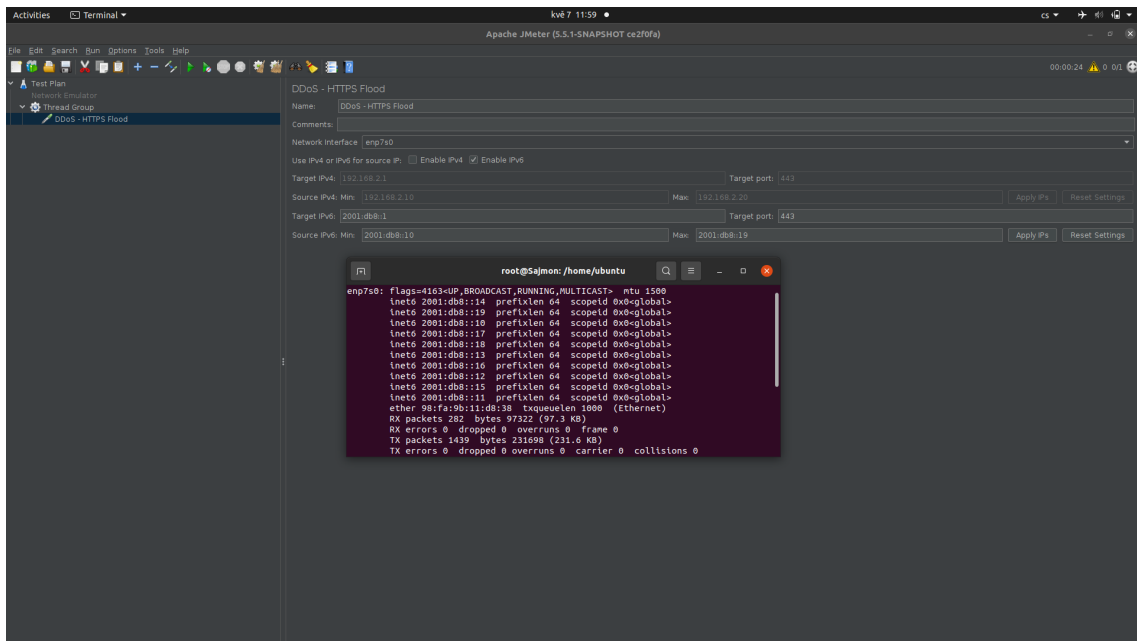 Activities Terminal kvě 7 11:59 cs
Apache JMeter (5.5.1-SNAPSHOT ce2f0fa)
File Edit Search Run Options Tools Help
00:00:24 0 0/1
Test Plan
Network Emulator
Thread Group
DDoS - HTTPS Flood
DDoS - HTTPS Flood
Name: DDoS - HTTPS Flood
Comments:
Network Interface enp7s0
Use IPv4 or IPv6 for source IP: Enable IPv4 Enable IPv6
Target IPv4: 192.168.2.1 Target port: 443
Source IPv4: Min: 192.168.2.10 Max: 192.168.2.20 Apply IPs Reset Settings
Target IPv6: 2001:db8::1 Target port: 443
Source IPv6: Min: 2001:db8::10 Max: 2001:db8::19 Apply IPs Reset Settings
root@Sajmon: /home/ubuntu
enp7s0: flags=4163<UP,BROADCAST,RUNNING,MULTICAST> mtu 1500
inet6 2001:db8::14 prefixlen 64 scopeid 0x0<global>
inet6 2001:db8::19 prefixlen 64 scopeid 0x0<global>
inet6 2001:db8::10 prefixlen 64 scopeid 0x0<global>
inet6 2001:db8::17 prefixlen 64 scopeid 0x0<global>
inet6 2001:db8::18 prefixlen 64 scopeid 0x0<global>
inet6 2001:db8::13 prefixlen 64 scopeid 0x0<global>
inet6 2001:db8::16 prefixlen 64 scopeid 0x0<global>
inet6 2001:db8::12 prefixlen 64 scopeid 0x0<global>
inet6 2001:db8::15 prefixlen 64 scopeid 0x0<global>
inet6 2001:db8::11 prefixlen 64 scopeid 0x0<global>
ether 98:fa:9b:11:d8:38 txqueuelen 1000 (Ethernet)
RX packets 282 bytes 97322 (97.3 KB)
RX errors 0 dropped 0 overruns 0 frame 0
TX packets 1439 bytes 231698 (231.6 KB)
TX errors 0 dropped 0 overruns 0 carrier 0 collisions 0